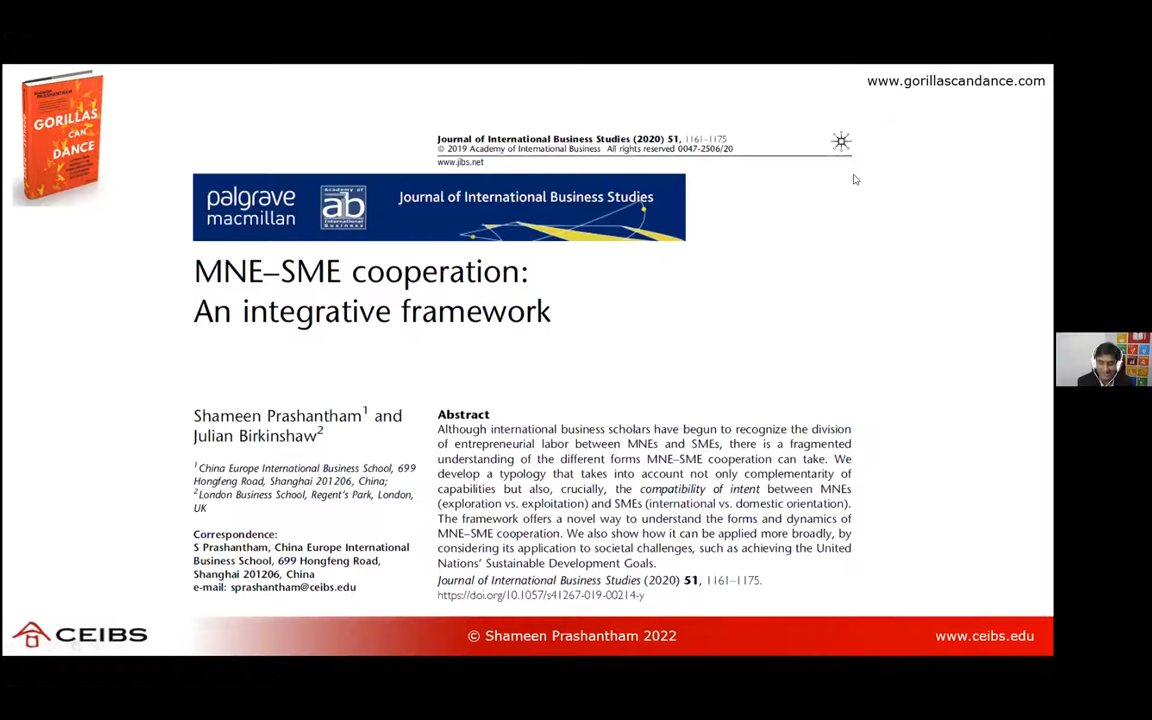 www.gorillascandance.com
GORILLAS
CAN
DANCE
Journal of International Business Studies (2020) 51, 1161–1175
© 2019 Academy of International Business All rights reserved 0047-2506/20
www.jibs.net
palgrave
macmillan
Academy of
ab
International
Business
Journal of International Business Studies
MNE–SME cooperation:
An integrative framework
Shameen Prashantham1 and
Julian Birkinshaw2
1China Europe International Business School, 699
Hongfeng Road, Shanghai 201206, China;
2London Business School, Regent's Park, London,
UK
Correspondence:
S Prashantham, China Europe International
Business School, 699 Hongfeng Road,
Shanghai 201206, China
e-mail: sprashantham@ceibs.edu
Abstract
Although international business scholars have begun to recognize the division
of entrepreneurial labor between MNEs and SMEs, there is a fragmented
understanding of the different forms MNE–SME cooperation can take. We
develop a typology that takes into account not only complementarity of
capabilities but also, crucially, the compatibility of intent between MNEs
(exploration vs. exploitation) and SMEs (international vs. domestic orientation).
The framework offers a novel way to understand the forms and dynamics of
MNE–SME cooperation. We also show how it can be applied more broadly, by
considering its application to societal challenges, such as achieving the United
Nations' Sustainable Development Goals.
Journal of International Business Studies (2020) 51, 1161–1175.
https://doi.org/10.1057/s41267-019-00214-y
CEIBS
© Shameen Prashantham 2022
www.ceibs.edu